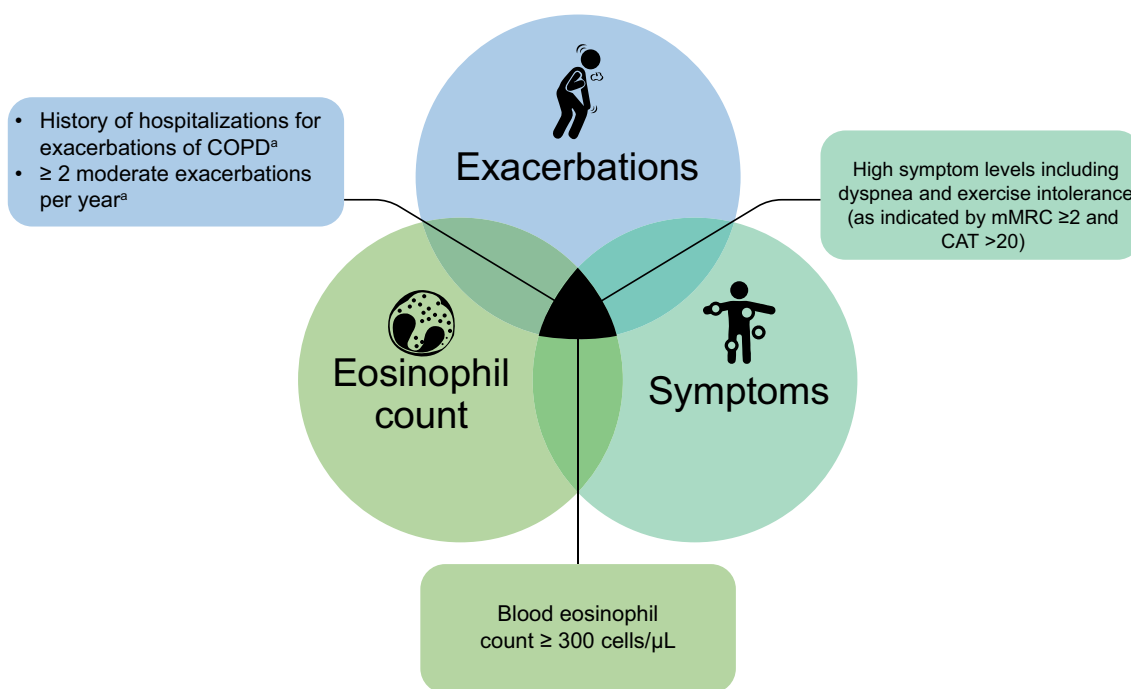 Exacerbations
• History of hospitalizations for
exacerbations of COPDᵃ
• ≥ 2 moderate exacerbations
per yearᵃ
High symptom levels including
dyspnea and exercise intolerance
(as indicated by mMRC ≥2 and
CAT >20)
Eosinophil
count
Symptoms
Blood eosinophil
count ≥ 300 cells/µL